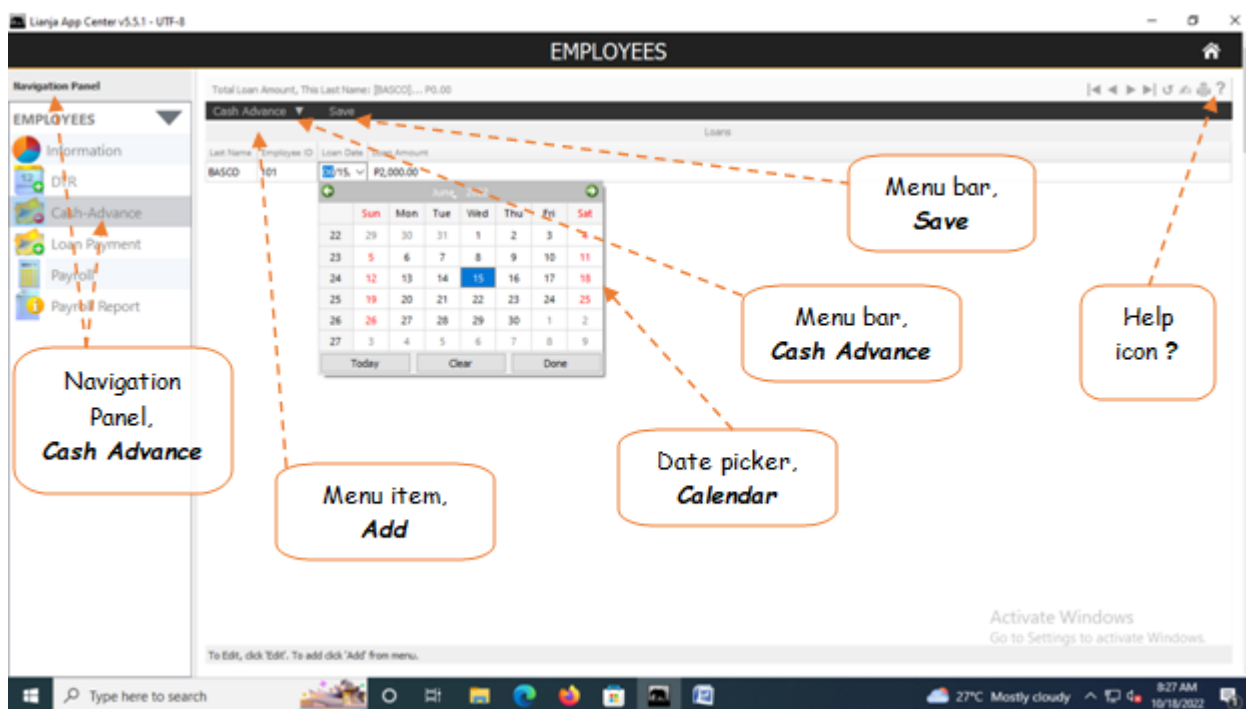 Lianja App Center v5.5.1 - UTF-8
EMPLOYEES
Navigation Panel
Total Loan Amount, This Last Name: [BASCO]... P0.00
EMPLOYEES
Cash Advance ▼ Save
Loans
Information
Last Name Employee ID Loan Date Loan Amount
BASCO 101 06/15, P2,000.00
DTR
Cash-Advance
Loan Payment
Payroll
Payroll Report
June, 2022
Sun Mon Tue Wed Thu Fri Sat
22 29 30 31 1 2 3 4
23 5 6 7 8 9 10 11
24 12 13 14 15 16 17 18
25 19 20 21 22 23 24 25
26 26 27 28 29 30 1 2
27 3 4 5 6 7 8 9
Today Clear Done
Menu bar,
Save
Menu bar,
Cash Advance
Help
icon ?
Navigation
Panel,
Cash Advance
Date picker,
Calendar
Menu item,
Add
Activate Windows
Go to Settings to activate Windows.
To Edit, click 'Edit'. To add click 'Add' from menu.
Type here to search
27°C Mostly cloudy
8:27 AM
10/18/2022